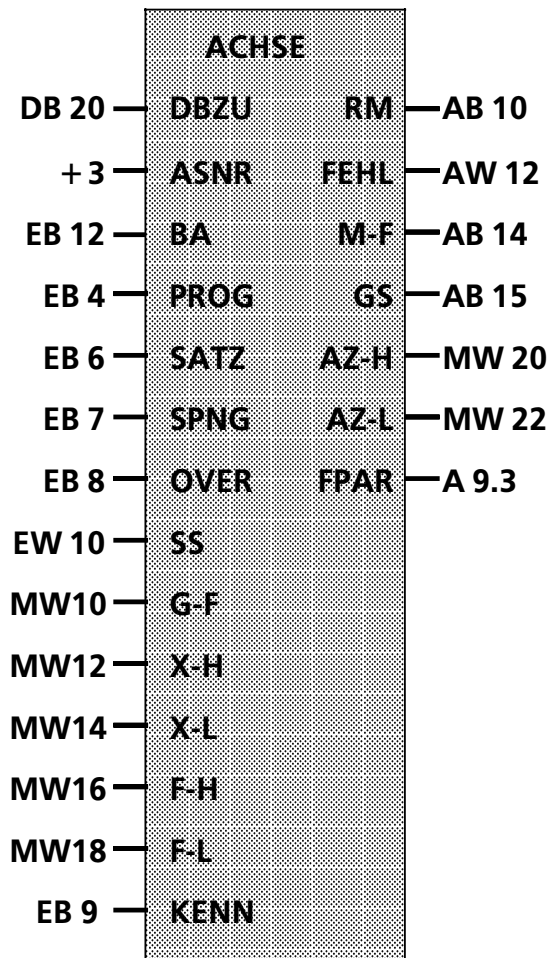 ACHSE
DB 20 DBZU RM AB 10
+ 3 ASNR FEHL AW 12
EB 12 BA M-F AB 14
EB 4 PROG GS AB 15
EB 6 SATZ AZ-H MW 20
EB 7 SPNG AZ-L MW 22
EB 8 OVER FPAR A 9.3
EW 10 SS
MW10 G-F
MW12 X-H
MW14 X-L
MW16 F-H
MW18 F-L
EB 9 KENN